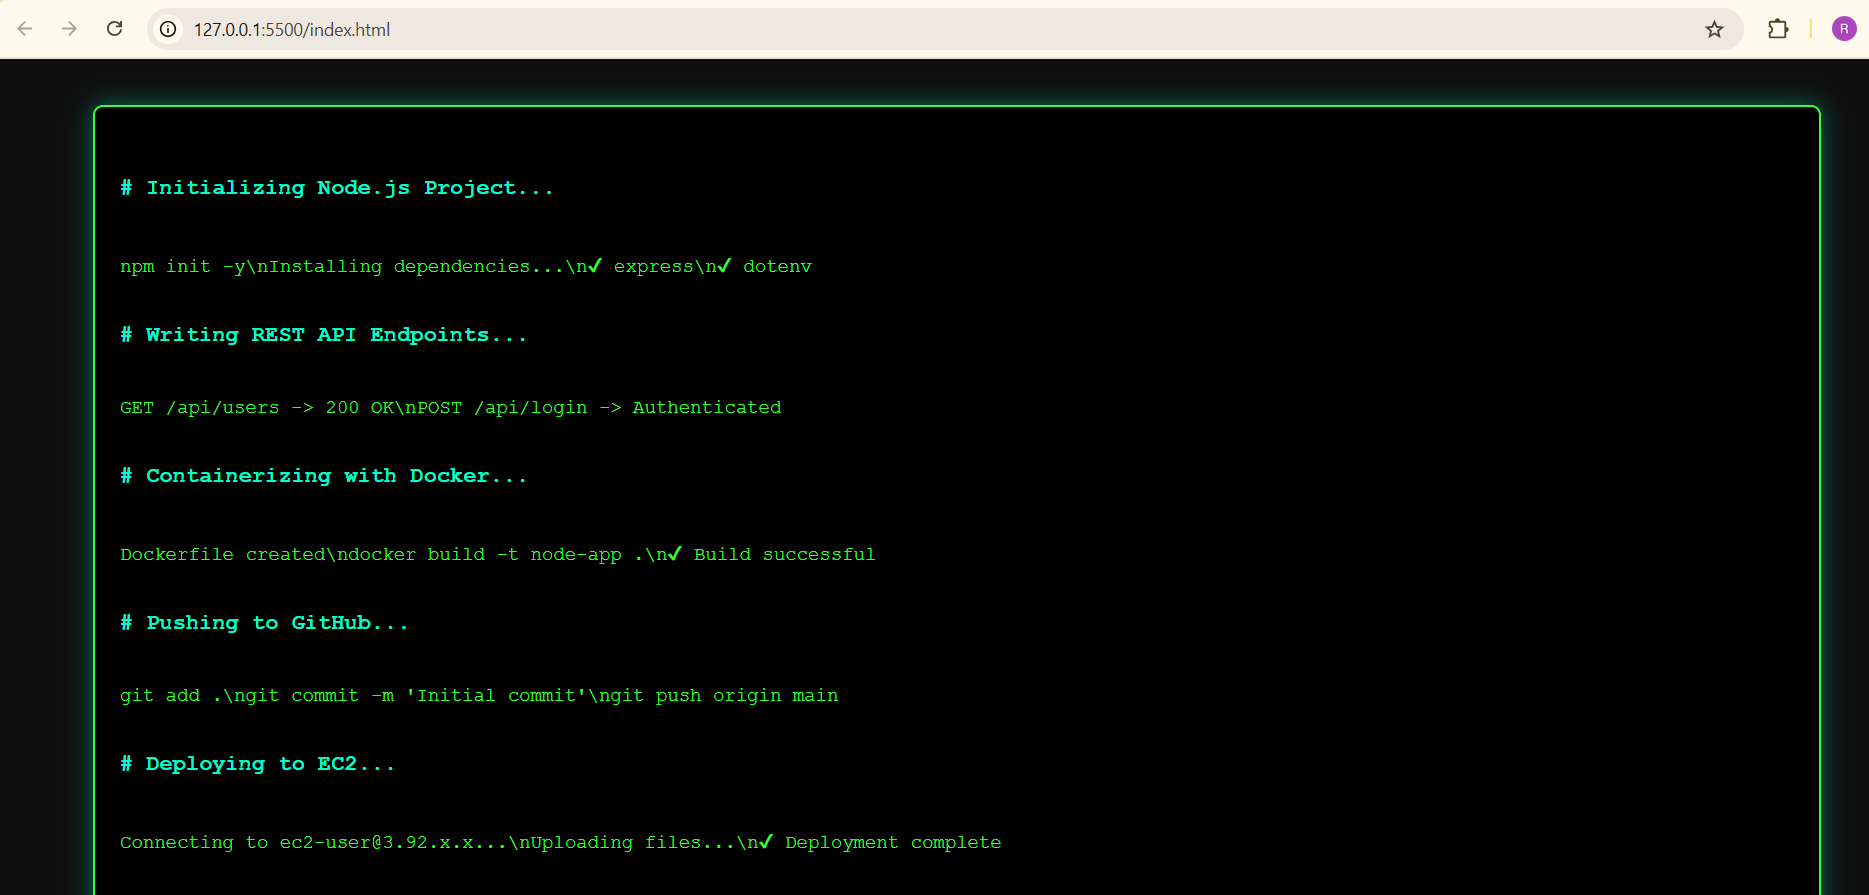 127.0.0.1:5500/index.html
R
# Initializing Node.js Project...
npm init -y\nInstalling dependencies...\n✔ express\n✔ dotenv
# Writing REST API Endpoints...
GET /api/users -> 200 OK\nPOST /api/login -> Authenticated
# Containerizing with Docker...
Dockerfile created\ndocker build -t node-app .\n✔ Build successful
# Pushing to GitHub...
git add .\ngit commit -m 'Initial commit'\ngit push origin main
# Deploying to EC2...
Connecting to ec2-user@3.92.x.x...\nUploading files...\n✔ Deployment complete